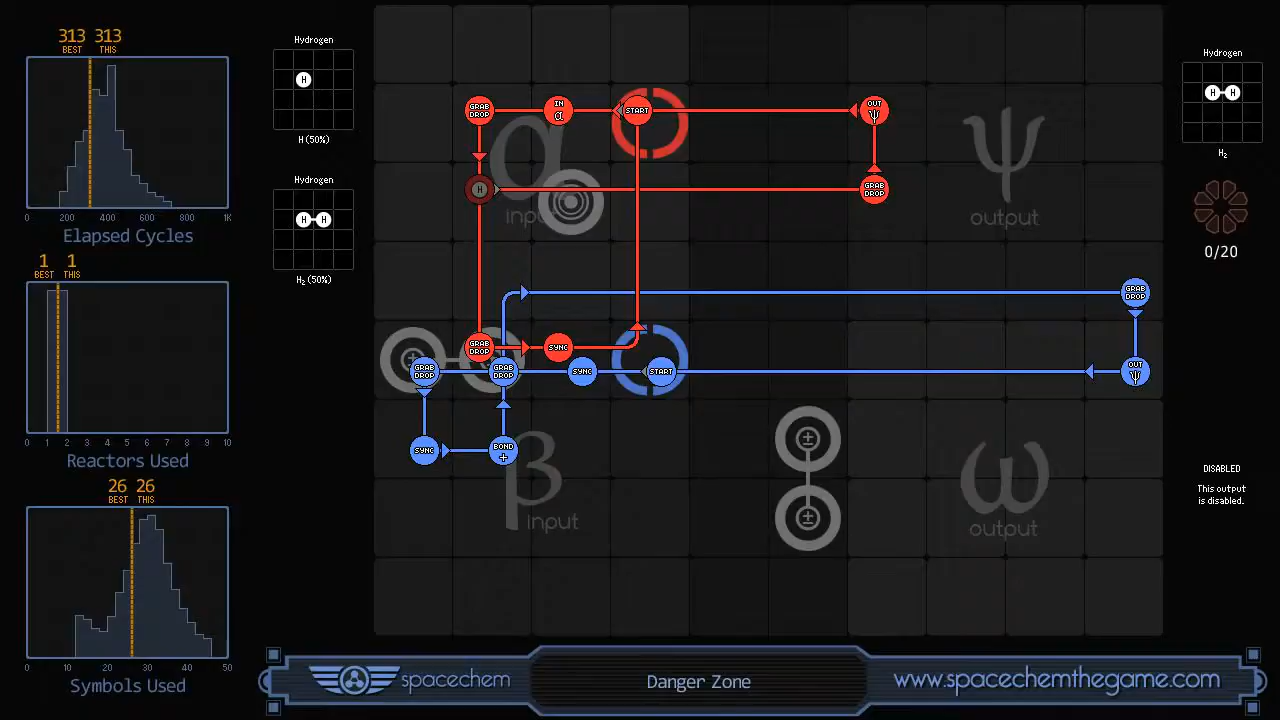 313 313
BEST THIS
0 200 400 600 800 1K
Elapsed Cycles
1 1
BEST THIS
0 1 2 3 4 5 6 7 8 9 10
Reactors Used
26 26
BEST THIS
0 10 20 30 40 50
Symbols Used
Hydrogen
H
H (50%)
Hydrogen
H H
H₂ (50%)
GRAB DROP
IN α
START
OUT Ψ
α
input
H
GRAB DROP
ψ
output
GRAB DROP
GRAB DROP
SYNC
GRAB DROP
GRAB DROP
SYNC
START
OUT Ψ
SYNC
BOND +
β
input
ω
output
Hydrogen
H H
H₂
0/20
DISABLED
This output
is disabled.
spacechem
Danger Zone
www.spacechemthegame.com